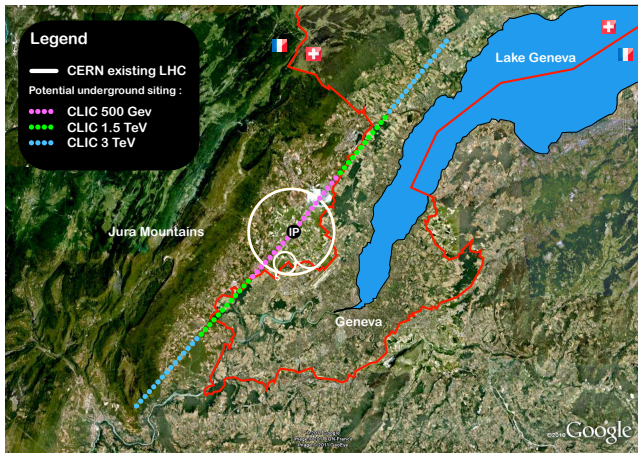 Legend
CERN existing LHC
Potential underground siting :
CLIC 500 Gev
CLIC 1.5 TeV
CLIC 3 TeV
Lake Geneva
Jura Mountains
IP
Geneva
©2010 Google